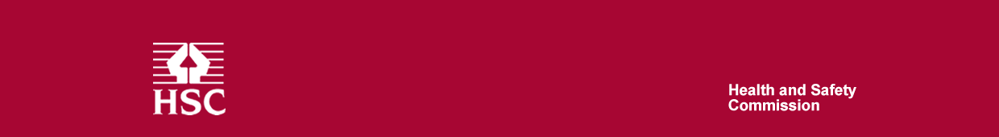 HSC
Health and Safety
Commission